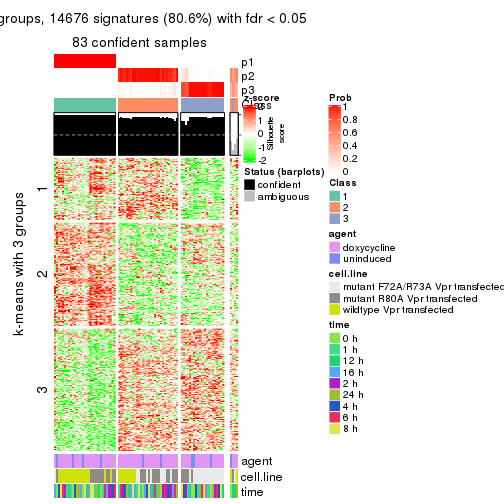 groups, 14676 signatures (80.6%) with fdr < 0.05
83 confident samples
p1
p2
p3
Class
z-score
2
1
0
-1
-2
Silhouette
score
Prob
1
0.8
0.6
0.4
0.2
0
Status (barplots)
confident
ambiguous
Class
1
2
3
agent
doxycycline
uninduced
cell.line
mutant F72A/R73A Vpr transfected
mutant R80A Vpr transfected
wildtype Vpr transfected
time
0 h
1 h
12 h
16 h
2 h
24 h
4 h
6 h
8 h
k-means with 3 groups
1
2
3
agent
cell.line
time